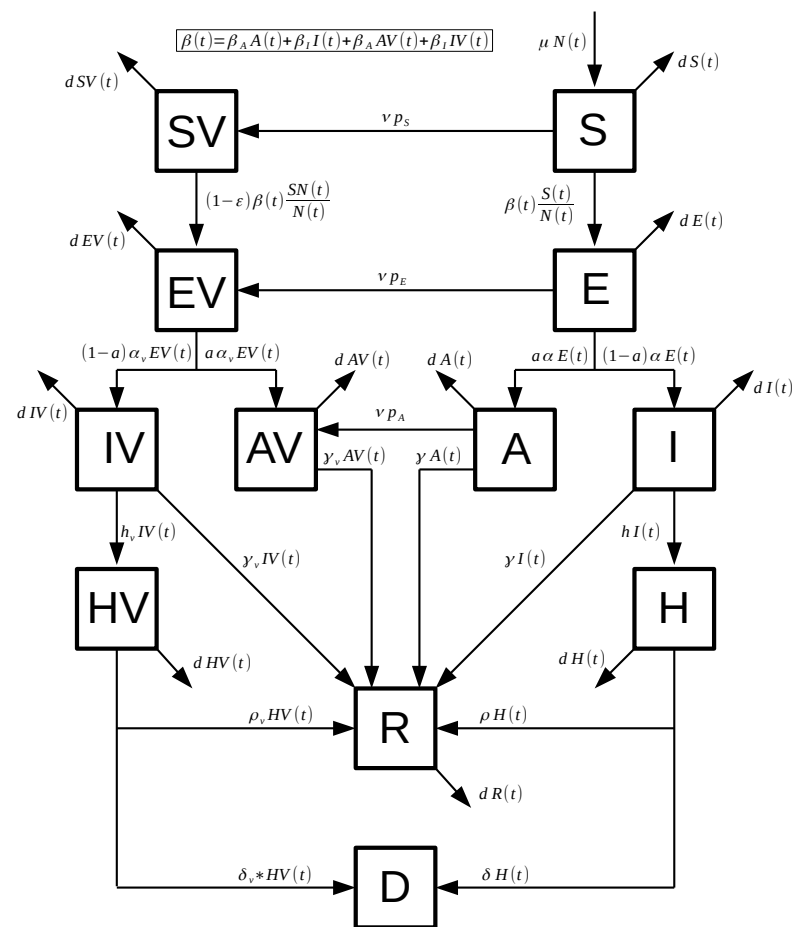 β(t)=β_A A(t)+β_I I(t)+β_A AV(t)+β_I IV(t)
μ N(t)
d SV(t)
d S(t)
SV
ν p_S
S
(1−ε)β(t) SN(t)/N(t)
β(t) S(t)/N(t)
d EV(t)
d E(t)
EV
ν p_E
E
(1−a)α_v EV(t)
a α_v EV(t)
a α E(t)
(1−a)α E(t)
d IV(t)
d AV(t)
d A(t)
d I(t)
IV
AV
ν p_A
A
I
γ_v AV(t)
γ A(t)
h_v IV(t)
γ_v IV(t)
γ I(t)
h I(t)
HV
H
d HV(t)
d H(t)
ρ_v HV(t)
R
ρ H(t)
d R(t)
δ_v*HV(t)
D
δ H(t)